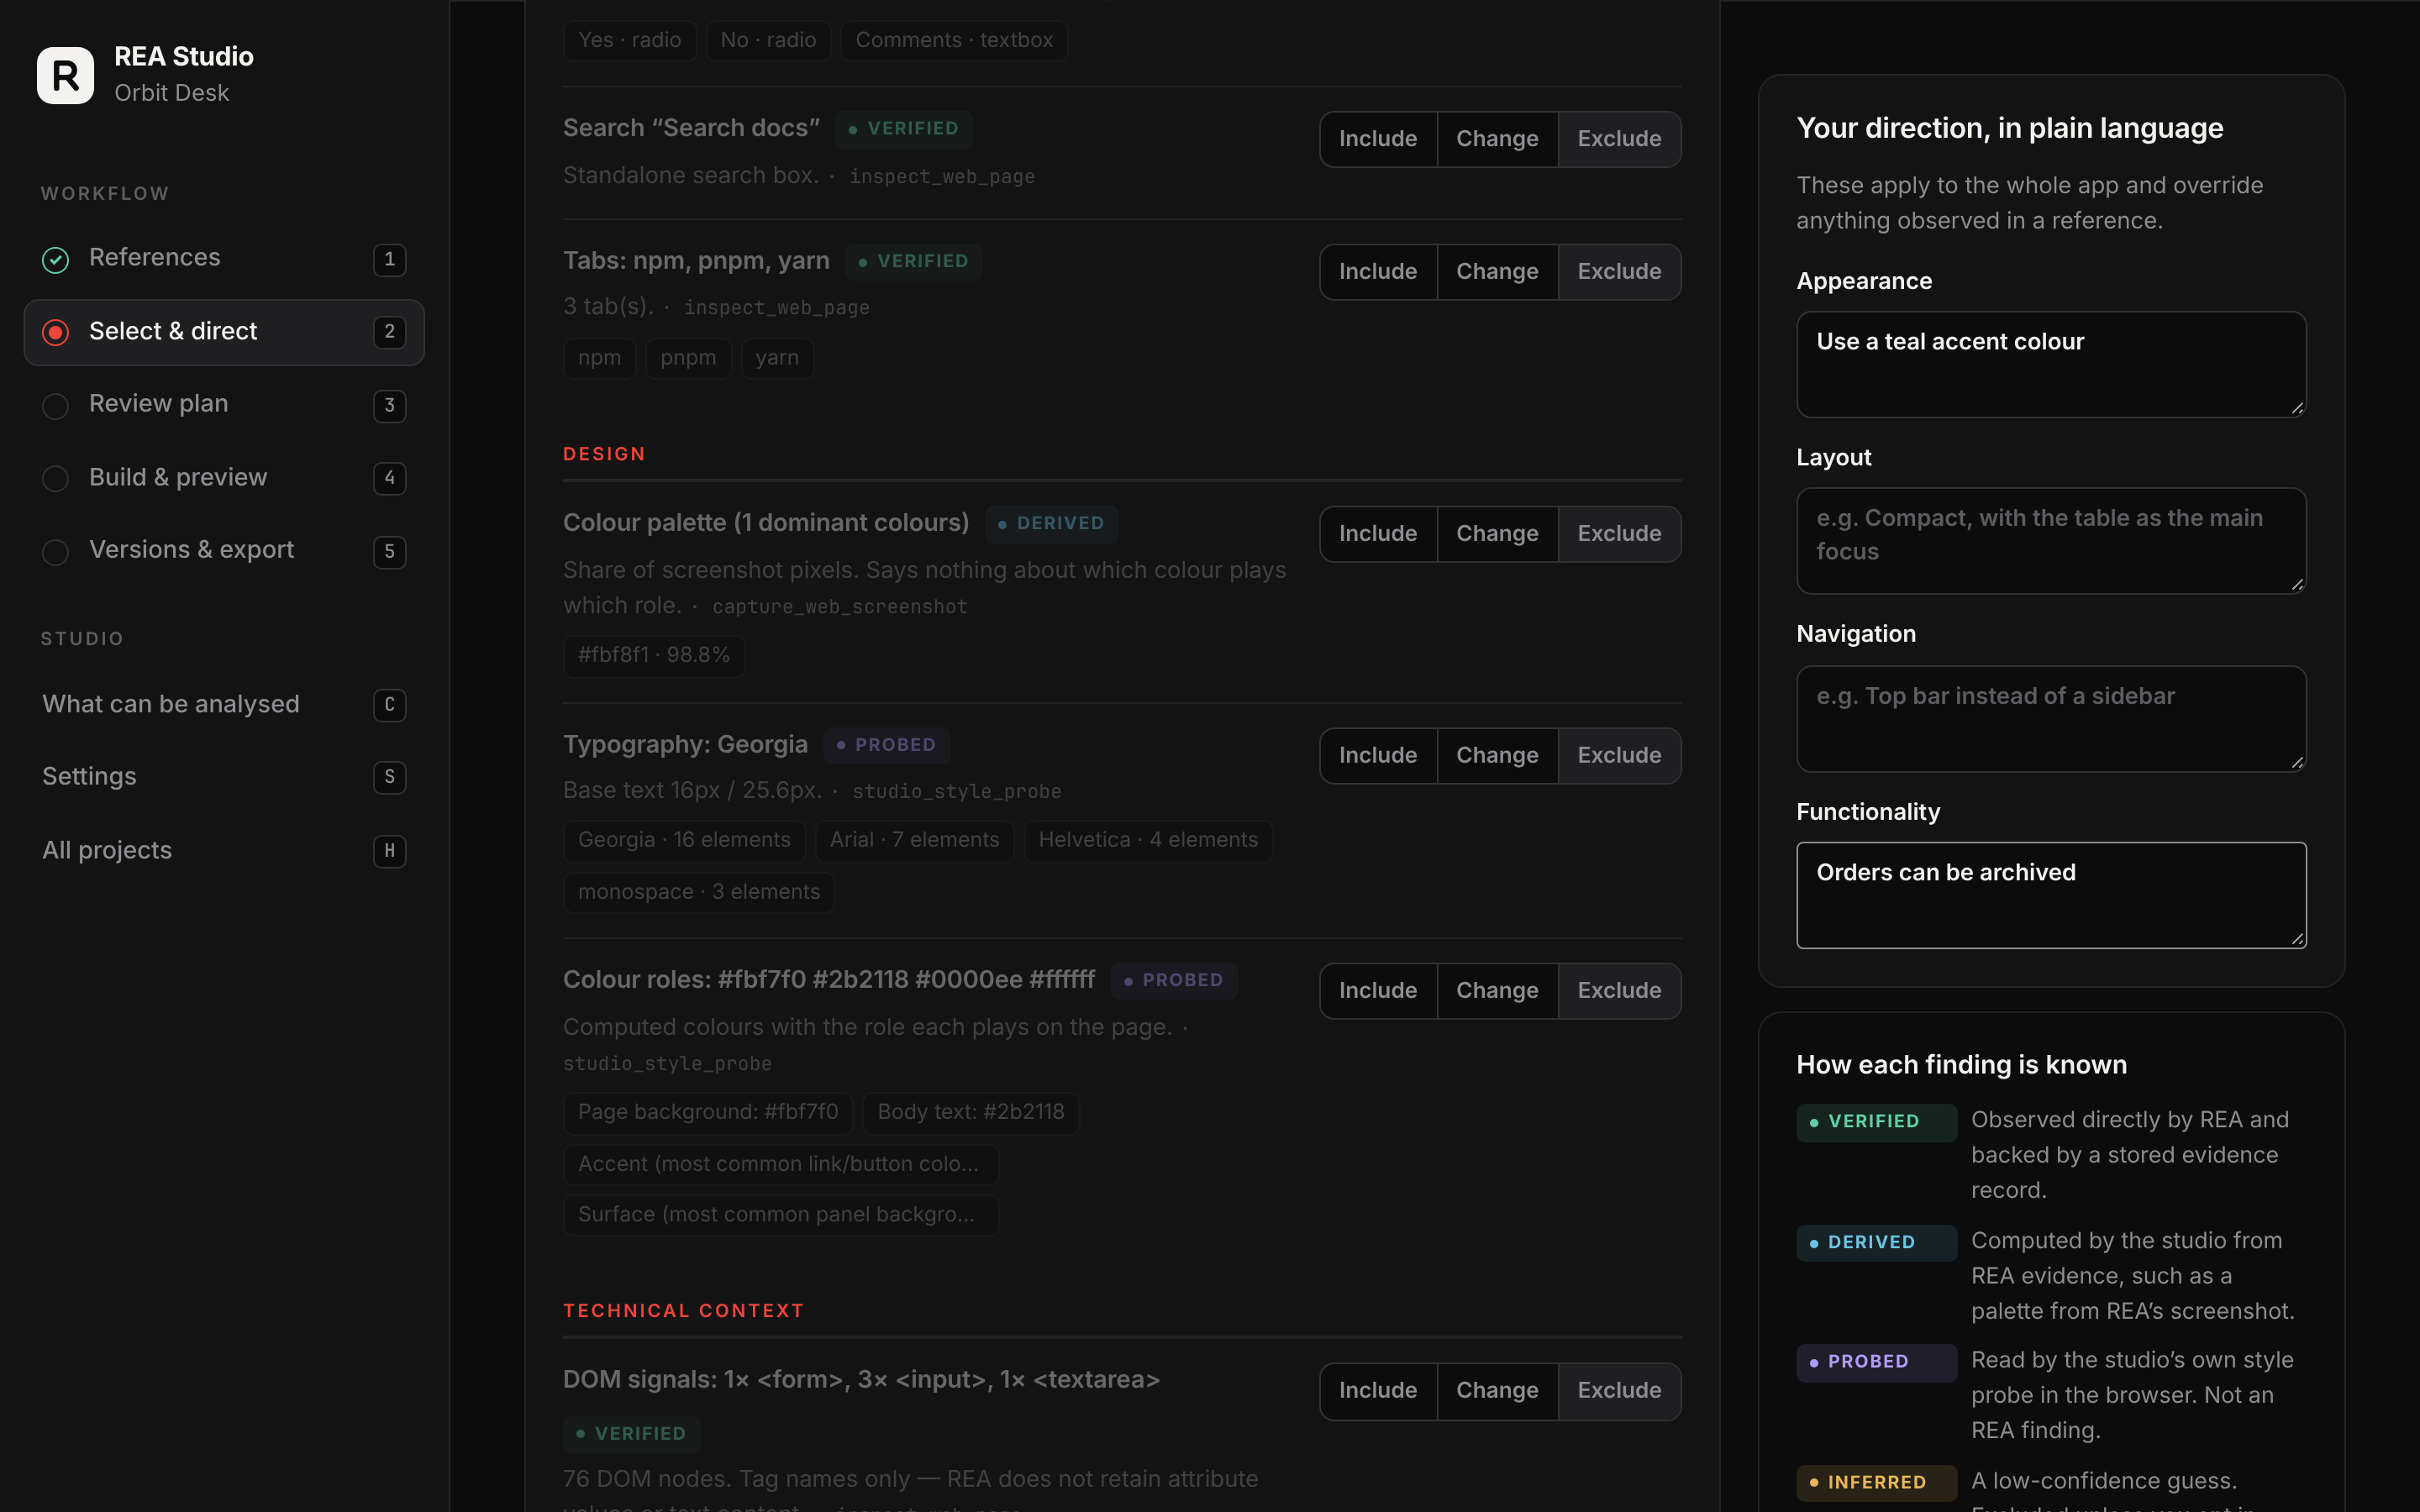 REA Studio
Orbit Desk
WORKFLOW
References 1
Select & direct 2
Review plan 3
Build & preview 4
Versions & export 5
STUDIO
What can be analysed C
Settings S
All projects H
Yes · radio No · radio Comments · textbox
Search “Search docs” VERIFIED
Include Change Exclude
Standalone search box. · inspect_web_page
Tabs: npm, pnpm, yarn VERIFIED
Include Change Exclude
3 tab(s). · inspect_web_page
npm pnpm yarn
DESIGN
Colour palette (1 dominant colours) DERIVED
Include Change Exclude
Share of screenshot pixels. Says nothing about which colour plays
which role. · capture_web_screenshot
#fbf8f1 · 98.8%
Typography: Georgia PROBED
Include Change Exclude
Base text 16px / 25.6px. · studio_style_probe
Georgia · 16 elements Arial · 7 elements Helvetica · 4 elements
monospace · 3 elements
Colour roles: #fbf7f0 #2b2118 #0000ee #ffffff PROBED
Include Change Exclude
Computed colours with the role each plays on the page. ·
studio_style_probe
Page background: #fbf7f0 Body text: #2b2118
Accent (most common link/button colo...
Surface (most common panel backgro...
TECHNICAL CONTEXT
DOM signals: 1× <form>, 3× <input>, 1× <textarea>
Include Change Exclude
VERIFIED
76 DOM nodes. Tag names only — REA does not retain attribute
values or text content. · inspect_web_page
Your direction, in plain language
These apply to the whole app and override
anything observed in a reference.
Appearance
Use a teal accent colour
Layout
e.g. Compact, with the table as the main
focus
Navigation
e.g. Top bar instead of a sidebar
Functionality
Orders can be archived
How each finding is known
VERIFIED Observed directly by REA and
backed by a stored evidence
record.
DERIVED Computed by the studio from
REA evidence, such as a
palette from REA’s screenshot.
PROBED Read by the studio’s own style
probe in the browser. Not an
REA finding.
INFERRED A low-confidence guess.
Excluded unless you opt in